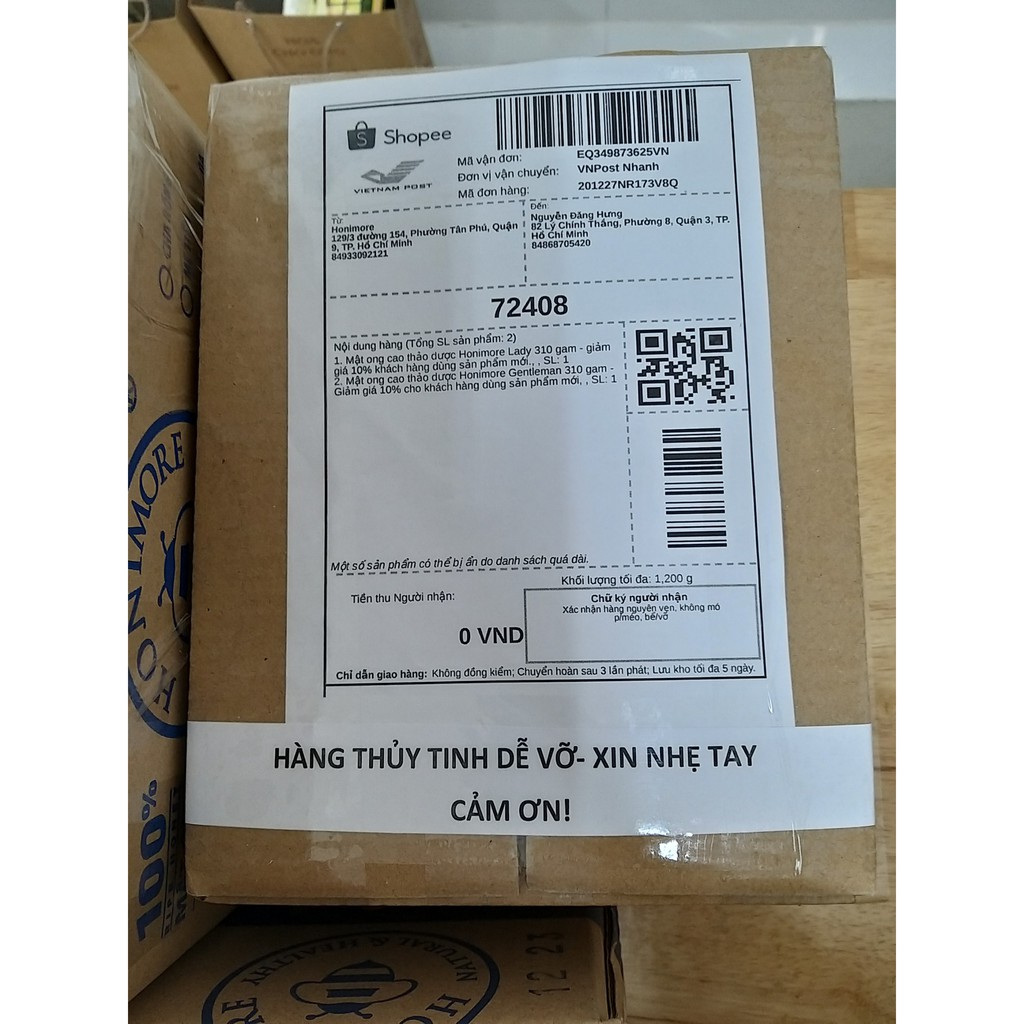 Shopee
VIETNAM POST
Mã vận đơn: EQ349873625VN
Đơn vị vận chuyển: VNPost Nhanh
Mã đơn hàng: 201227NR173V8Q
Từ:
Honimore
129/3 đường 154, Phường Tân Phú, Quận
9, TP. Hồ Chí Minh
84933092121
Đến:
Nguyễn Đăng Hưng
82 Lý Chính Thắng, Phường 8, Quận 3, TP.
Hồ Chí Minh
84868705420
72408
Nội dung hàng (Tổng SL sản phẩm: 2)
1. Mật ong cao thảo dược Honimore Lady 310 gam - giảm
giá 10% khách hàng dùng sản phẩm mới., , SL: 1
2. Mật ong cao thảo dược Honimore Gentleman 310 gam -
Giảm giá 10% cho khách hàng dùng sản phẩm mới, , SL: 1
Một số sản phẩm có thể bị ẩn do danh sách quá dài.
Khối lượng tối đa: 1,200 g
Tiền thu Người nhận:
0 VND
Chữ ký người nhận
Xác nhận hàng nguyên vẹn, không mó
p/méo, bể/vỡ
Chỉ dẫn giao hàng: Không đồng kiểm; Chuyển hoàn sau 3 lần phát; Lưu kho tối đa 5 ngày.
HÀNG THỦY TINH DỄ VỠ- XIN NHẸ TAY
CẢM ƠN!
HONIMORE
100%
NATURAL & HEALTHY
12 23